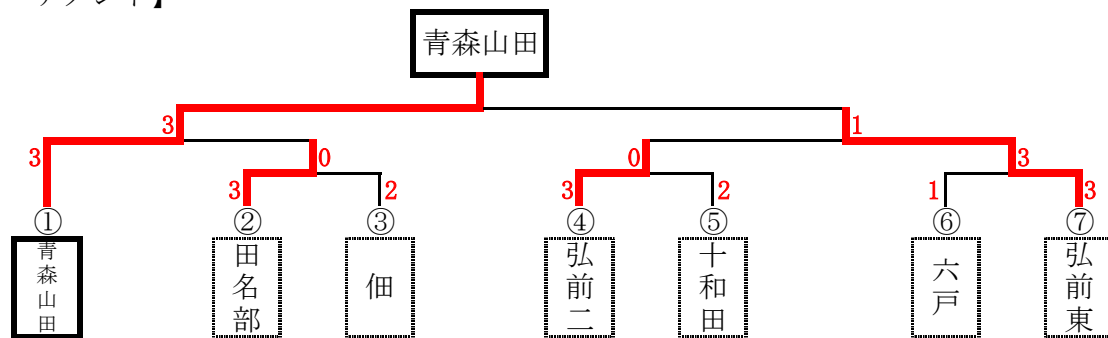 青森山田
3 1
3 0 0 3
3 2 3 2 1 3
① ② ③ ④ ⑤ ⑥ ⑦
青森山田
田名部
佃
弘前二
十和田
六戸
弘前東